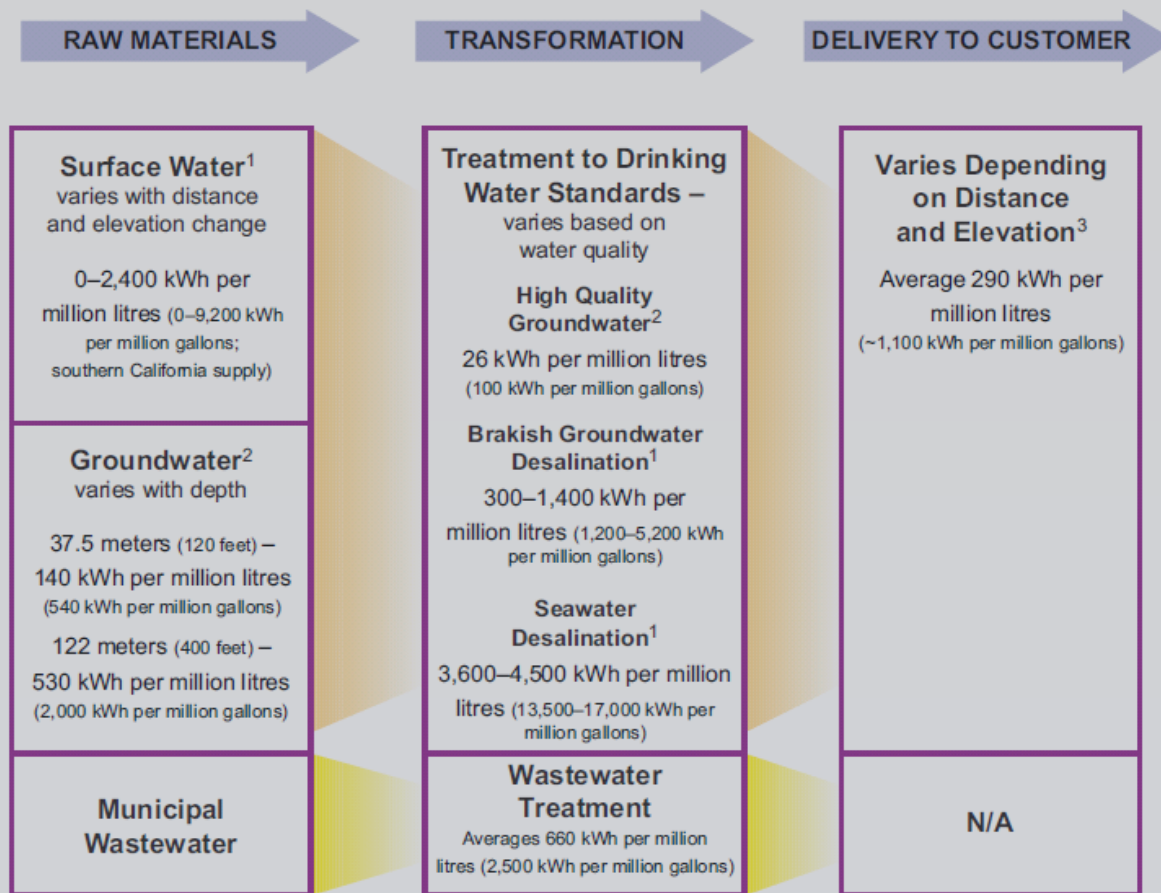 RAW MATERIALS
TRANSFORMATION
DELIVERY TO CUSTOMER
Surface Water¹
varies with distance
and elevation change
0–2,400 kWh per
million litres (0–9,200 kWh
per million gallons;
southern California supply)
Groundwater²
varies with depth
37.5 meters (120 feet) –
140 kWh per million litres
(540 kWh per million gallons)
122 meters (400 feet) –
530 kWh per million litres
(2,000 kWh per million gallons)
Municipal
Wastewater
Treatment to Drinking
Water Standards –
varies based on
water quality
High Quality
Groundwater²
26 kWh per million litres
(100 kWh per million gallons)
Brakish Groundwater
Desalination¹
300–1,400 kWh per
million litres (1,200–5,200 kWh
per million gallons)
Seawater
Desalination¹
3,600–4,500 kWh per million
litres (13,500–17,000 kWh per
million gallons)
Wastewater
Treatment
Averages 660 kWh per million
litres (2,500 kWh per million gallons)
Varies Depending
on Distance
and Elevation³
Average 290 kWh per
million litres
(~1,100 kWh per million gallons)
N/A